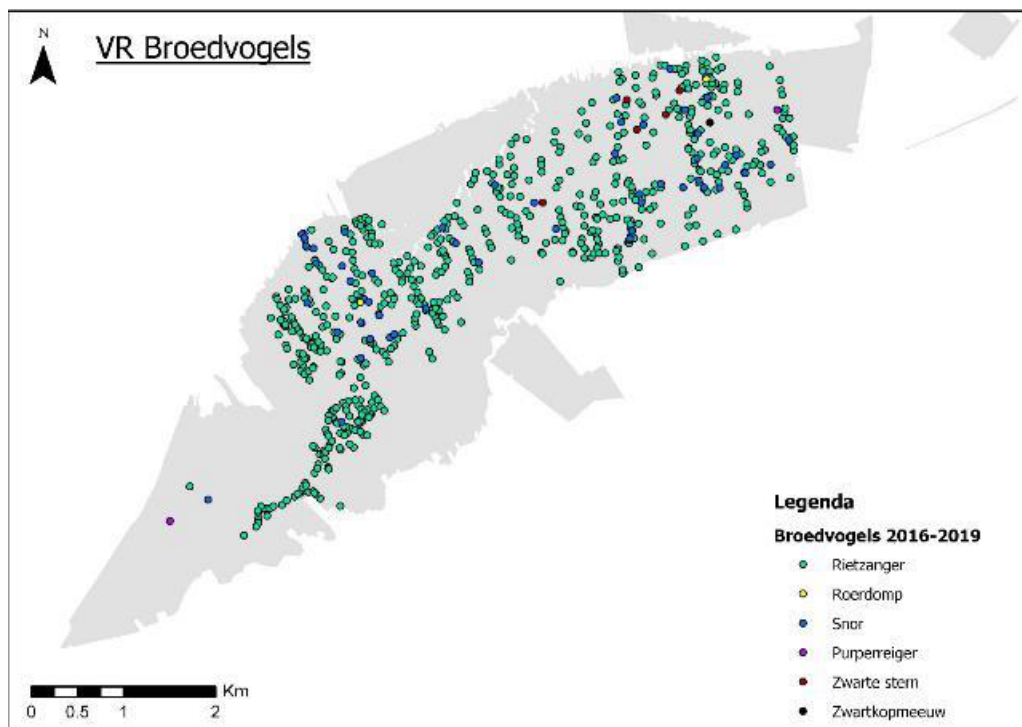 N
VR Broedvogels
Legenda
Broedvogels 2016-2019
Rietzanger
Roerdomp
Snor
Purperreiger
Zwarte stern
Zwartkopmeeuw
Km
0 0.5 1 2